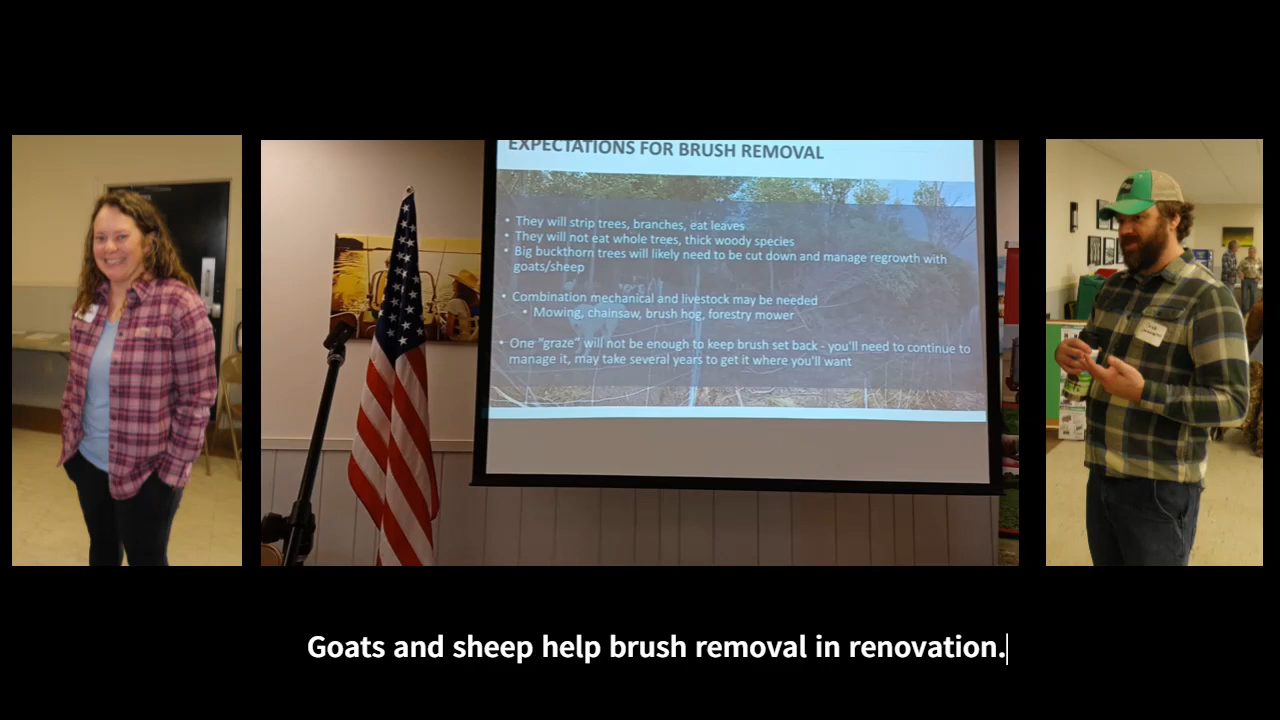 EXPECTATIONS FOR BRUSH REMOVAL
• They will strip trees, branches, eat leaves
• They will not eat whole trees, thick woody species
• Big buckthorn trees will likely need to be cut down and manage regrowth with
goats/sheep
• Combination mechanical and livestock may be needed
• Mowing, chainsaw, brush hog, forestry mower
• One "graze" will not be enough to keep brush set back - you'll need to continue to
manage it, may take several years to get it where you'll want
Goats and sheep help brush removal in renovation.